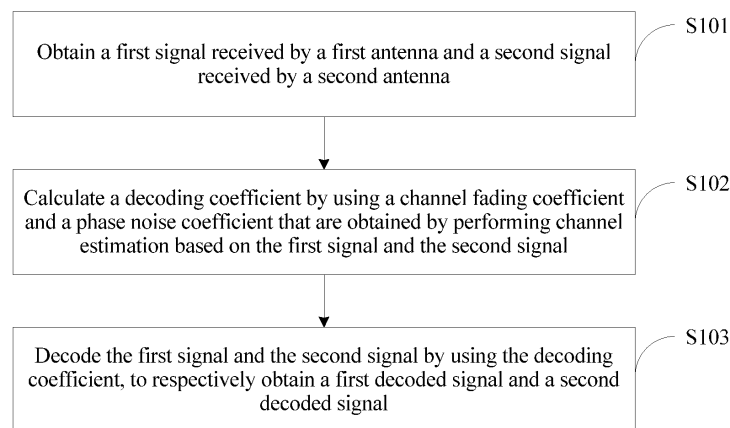 S101
Obtain a first signal received by a first antenna and a second signal
received by a second antenna
S102
Calculate a decoding coefficient by using a channel fading coefficient
and a phase noise coefficient that are obtained by performing channel
estimation based on the first signal and the second signal
S103
Decode the first signal and the second signal by using the decoding
coefficient, to respectively obtain a first decoded signal and a second
decoded signal